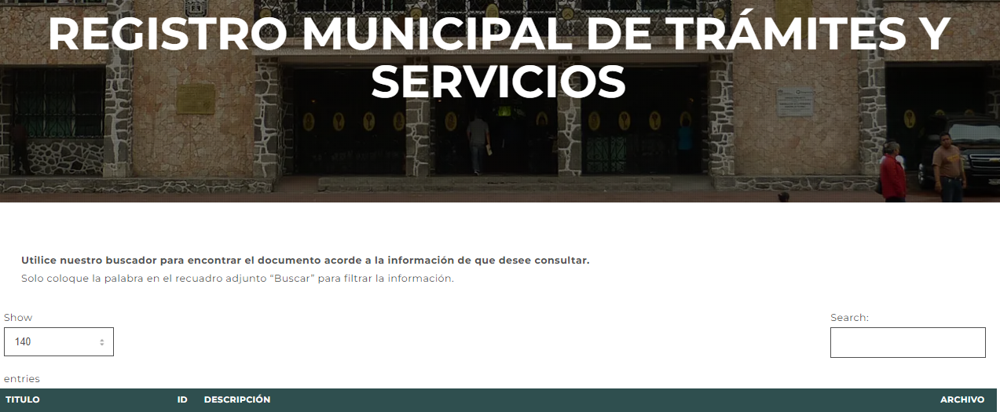 REGISTRO MUNICIPAL DE TRÁMITES Y
SERVICIOS
Utilice nuestro buscador para encontrar el documento acorde a la información de que desee consultar.
Solo coloque la palabra en el recuadro adjunto “Buscar” para filtrar la información.
Show
Search:
140
entries
TITULO ID DESCRIPCIÓN ARCHIVO